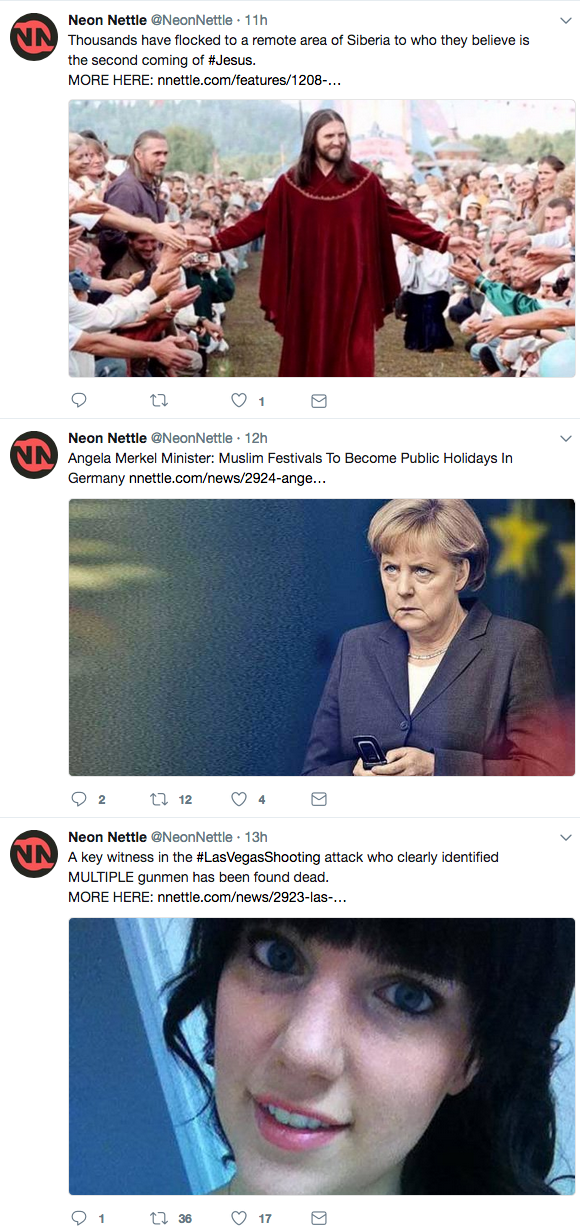 Neon Nettle @NeonNettle · 11h
Thousands have flocked to a remote area of Siberia to who they believe is
the second coming of #Jesus.
MORE HERE: nnettle.com/features/1208-…
1
Neon Nettle @NeonNettle · 12h
Angela Merkel Minister: Muslim Festivals To Become Public Holidays In
Germany nnettle.com/news/2924-ange…
2 12 4
Neon Nettle @NeonNettle · 13h
A key witness in the #LasVegasShooting attack who clearly identified
MULTIPLE gunmen has been found dead.
MORE HERE: nnettle.com/news/2923-las-…
1 36 17